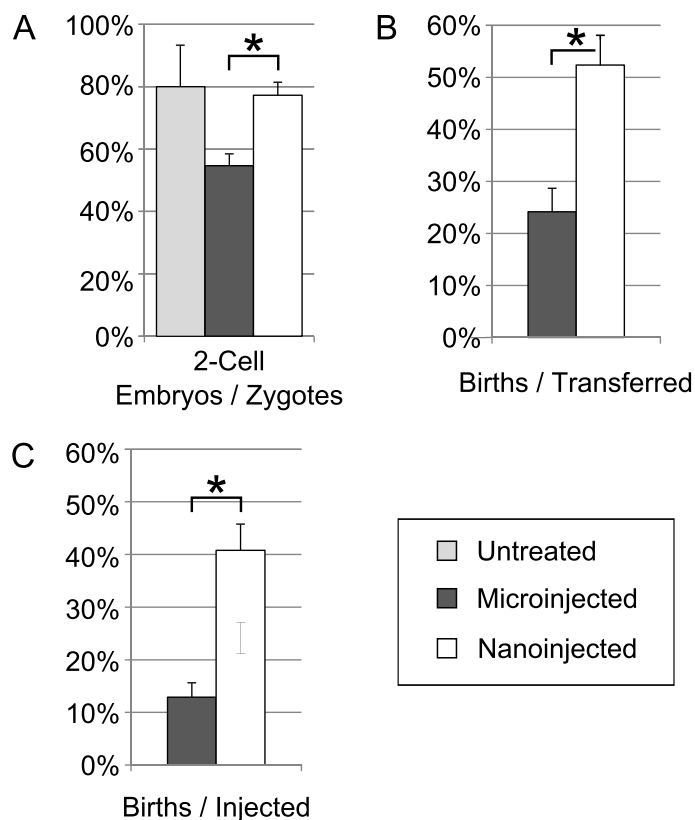 A
100%
80%
60%
40%
20%
0%
*
2-Cell
Embryos / Zygotes
B
60%
50%
40%
30%
20%
10%
0%
*
Births / Transferred
C
60%
50%
40%
30%
20%
10%
0%
*
Births / Injected
Untreated
Microinjected
Nanoinjected